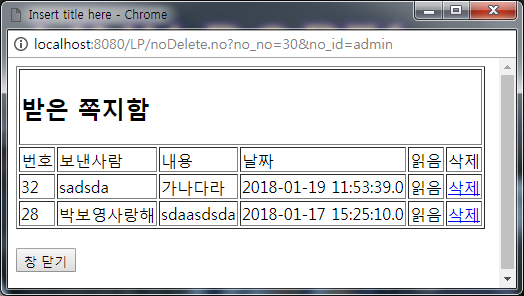 Insert title here - Chrome
localhost:8080/LP/noDelete.no?no_no=30&no_id=admin
받은 쪽지함
번호 보낸사람 내용 날짜 읽음 삭제
32 sadsda 가나다라 2018-01-19 11:53:39.0 읽음 삭제
28 박보영사랑해 sdaasdsda 2018-01-17 15:25:10.0 읽음 삭제
창 닫기